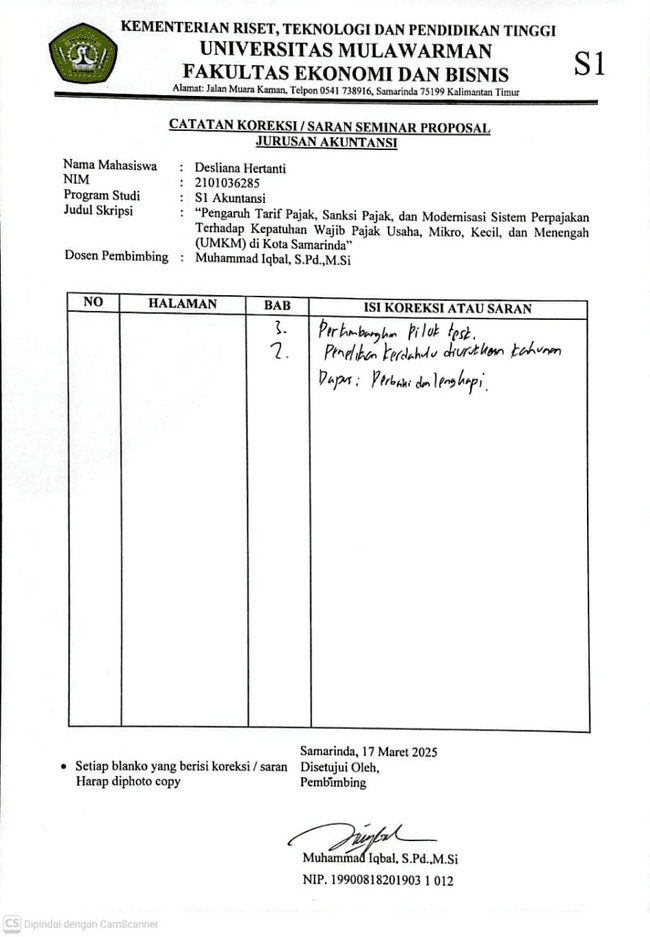 KEMENTERIAN RISET, TEKNOLOGI DAN PENDIDIKAN TINGGI
UNIVERSITAS MULAWARMAN
FAKULTAS EKONOMI DAN BISNIS
S1
Alamat: Jalan Muara Kaman, Telpon 0541 738916, Samarinda 75199 Kalimantan Timur
CATATAN KOREKSI / SARAN SEMINAR PROPOSAL
JURUSAN AKUNTANSI
Nama Mahasiswa : Desliana Hertanti
NIM : 2101036285
Program Studi : S1 Akuntansi
Judul Skripsi : “Pengaruh Tarif Pajak, Sanksi Pajak, dan Modernisasi Sistem Perpajakan
Terhadap Kepatuhan Wajib Pajak Usaha, Mikro, Kecil, dan Menengah
(UMKM) di Kota Samarinda”
Dosen Pembimbing : Muhammad Iqbal, S.Pd.,M.Si
NO HALAMAN BAB ISI KOREKSI ATAU SARAN
3. Pertimbangkan Pilot test.
2. Penelitian terdahulu diurutkan tahunan
Dapus: Perbaiki dan lengkapi.
Samarinda, 17 Maret 2025
• Setiap blanko yang berisi koreksi / saran Disetujui Oleh,
Harap diphoto copy Pembimbing
Muhammad Iqbal, S.Pd.,M.Si
NIP. 19900818201903 1 012
CS Dipindai dengan CamScanner